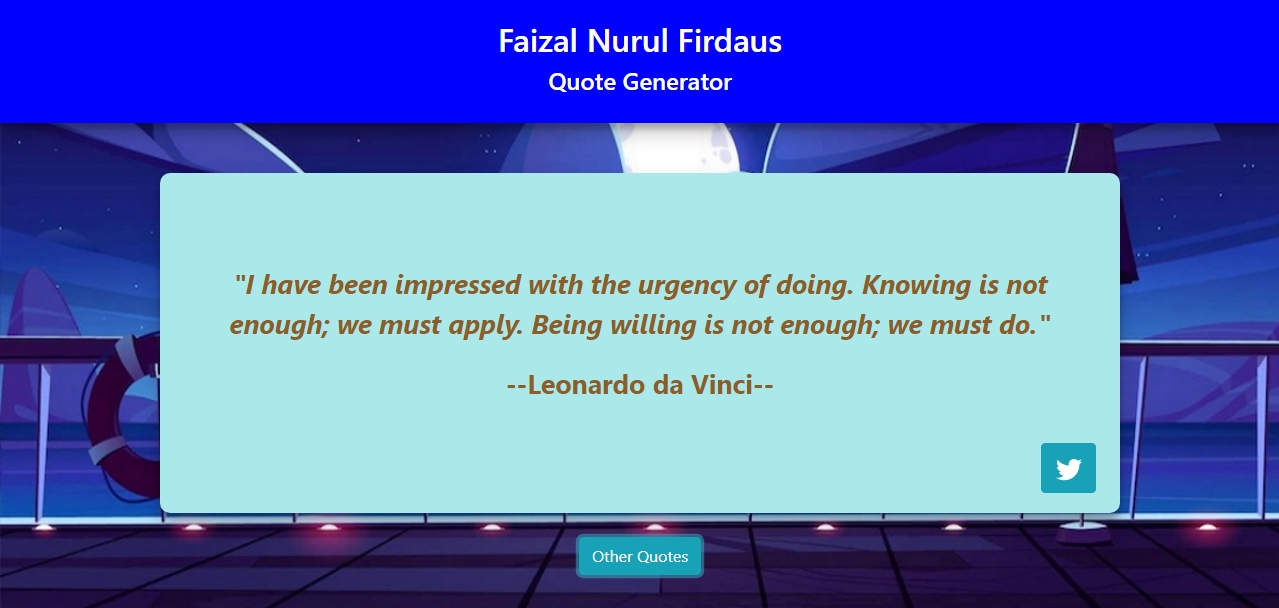 Faizal Nurul Firdaus
Quote Generator
"I have been impressed with the urgency of doing. Knowing is not
enough; we must apply. Being willing is not enough; we must do."
--Leonardo da Vinci--
Other Quotes